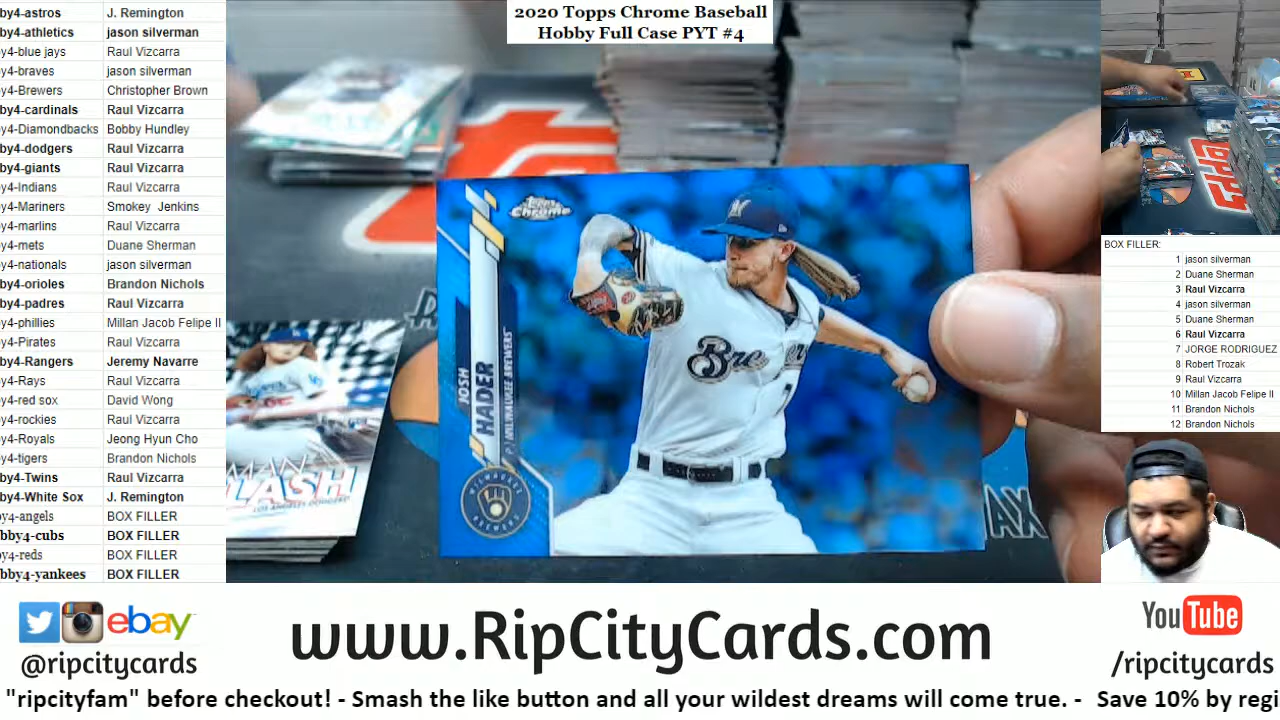 2020 Topps Chrome Baseball
Hobby Full Case PYT #4
by4-astros J. Remington
by4-athletics jason silverman
y4-blue jays Raul Vizcarra
y4-braves jason silverman
y4-Brewers Christopher Brown
by4-cardinals Raul Vizcarra
y4-Diamondbacks Bobby Hundley
by4-dodgers Raul Vizcarra
by4-giants Raul Vizcarra
y4-Indians Raul Vizcarra
y4-Mariners Smokey Jenkins
y4-marlins Raul Vizcarra
y4-mets Duane Sherman
y4-nationals jason silverman
by4-orioles Brandon Nichols
by4-padres Raul Vizcarra
y4-phillies Millan Jacob Felipe II
y4-Pirates Raul Vizcarra
by4-Rangers Jeremy Navarre
y4-Rays Raul Vizcarra
y4-red sox David Wong
y4-rockies Raul Vizcarra
y4-Royals Jeong Hyun Cho
y4-tigers Brandon Nichols
by4-Twins Raul Vizcarra
by4-White Sox J. Remington
y4-angels BOX FILLER
bby4-cubs BOX FILLER
y4-reds BOX FILLER
bby4-yankees BOX FILLER
Topps
Chrome
JOSH
HADER
P | MILWAUKEE BREWERS
Brewers
M
MILWAUKEE
BREWERS
LOS ANGELES DODGERS
BOX FILLER:
1 jason silverman
2 Duane Sherman
3 Raul Vizcarra
4 jason silverman
5 Duane Sherman
6 Raul Vizcarra
7 JORGE RODRIGUEZ
8 Robert Trozak
9 Raul Vizcarra
10 Millan Jacob Felipe II
11 Brandon Nichols
12 Brandon Nichols
ebay
@ripcitycards
www.RipCityCards.com
YouTube
/ripcitycards
"ripcityfam" before checkout! - Smash the like button and all your wildest dreams will come true. - Save 10% by regi